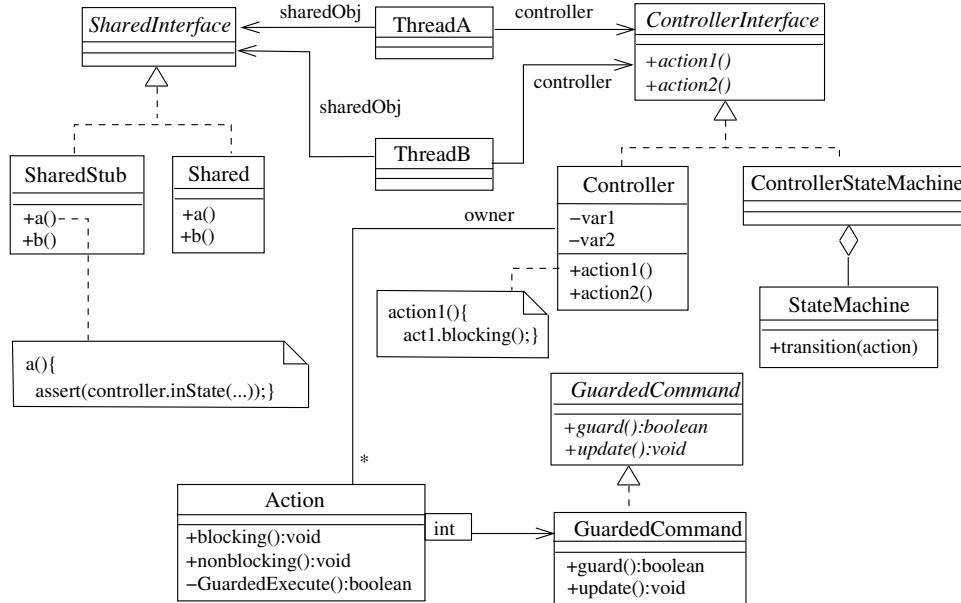 SharedInterface
sharedObj
ThreadA
controller
ControllerInterface
+action1()
+action2()
sharedObj
controller
ThreadB
SharedStub
+a()
+b()
Shared
+a()
+b()
Controller
−var1
−var2
+action1()
+action2()
ControllerStateMachine
owner
action1(){
act1.blocking();}
StateMachine
+transition(action)
a(){
assert(controller.inState(...));}
GuardedCommand
+guard():boolean
+update():void
*
Action
+blocking():void
+nonblocking():void
−GuardedExecute():boolean
int
GuardedCommand
+guard():boolean
+update():void